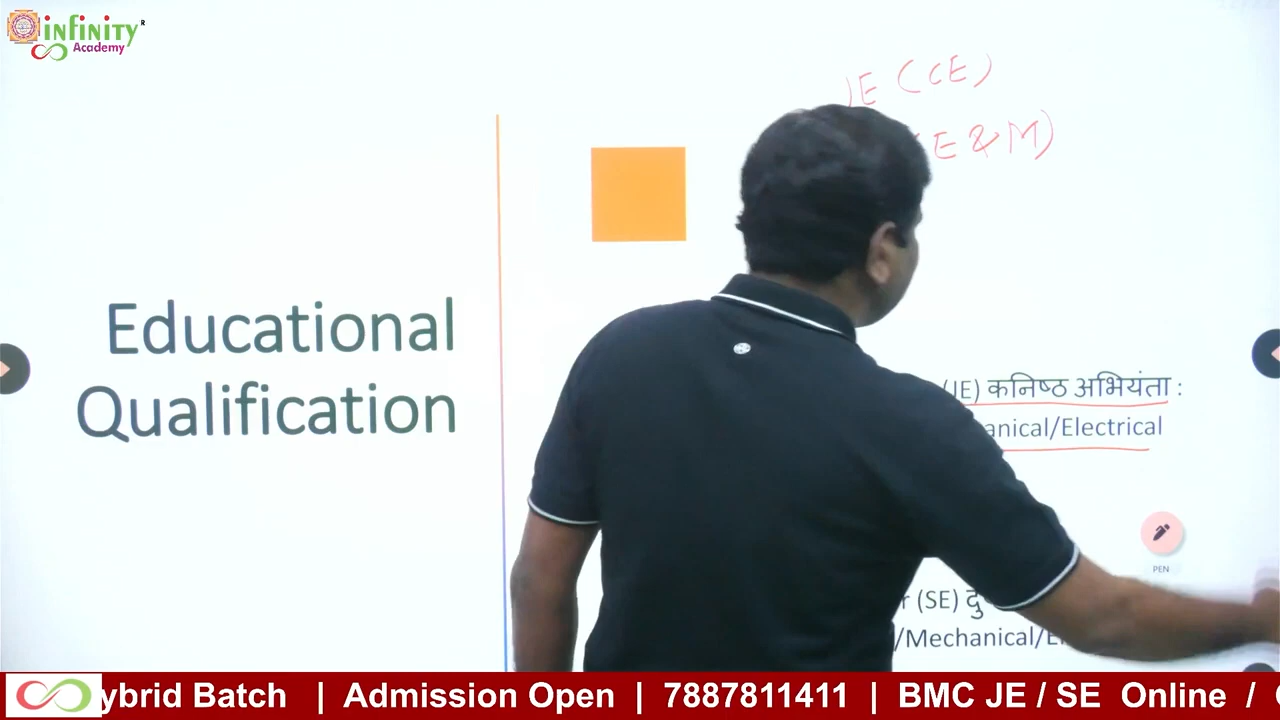 infinity
Academy
JE (CE)
E & M)
Educational
Qualification
(JE) कनिष्ठ अभियंता :
anical/Electrical
PEN
r (SE)
/Mechanical/E
ybrid Batch | Admission Open | 7887811411 | BMC JE / SE Online /